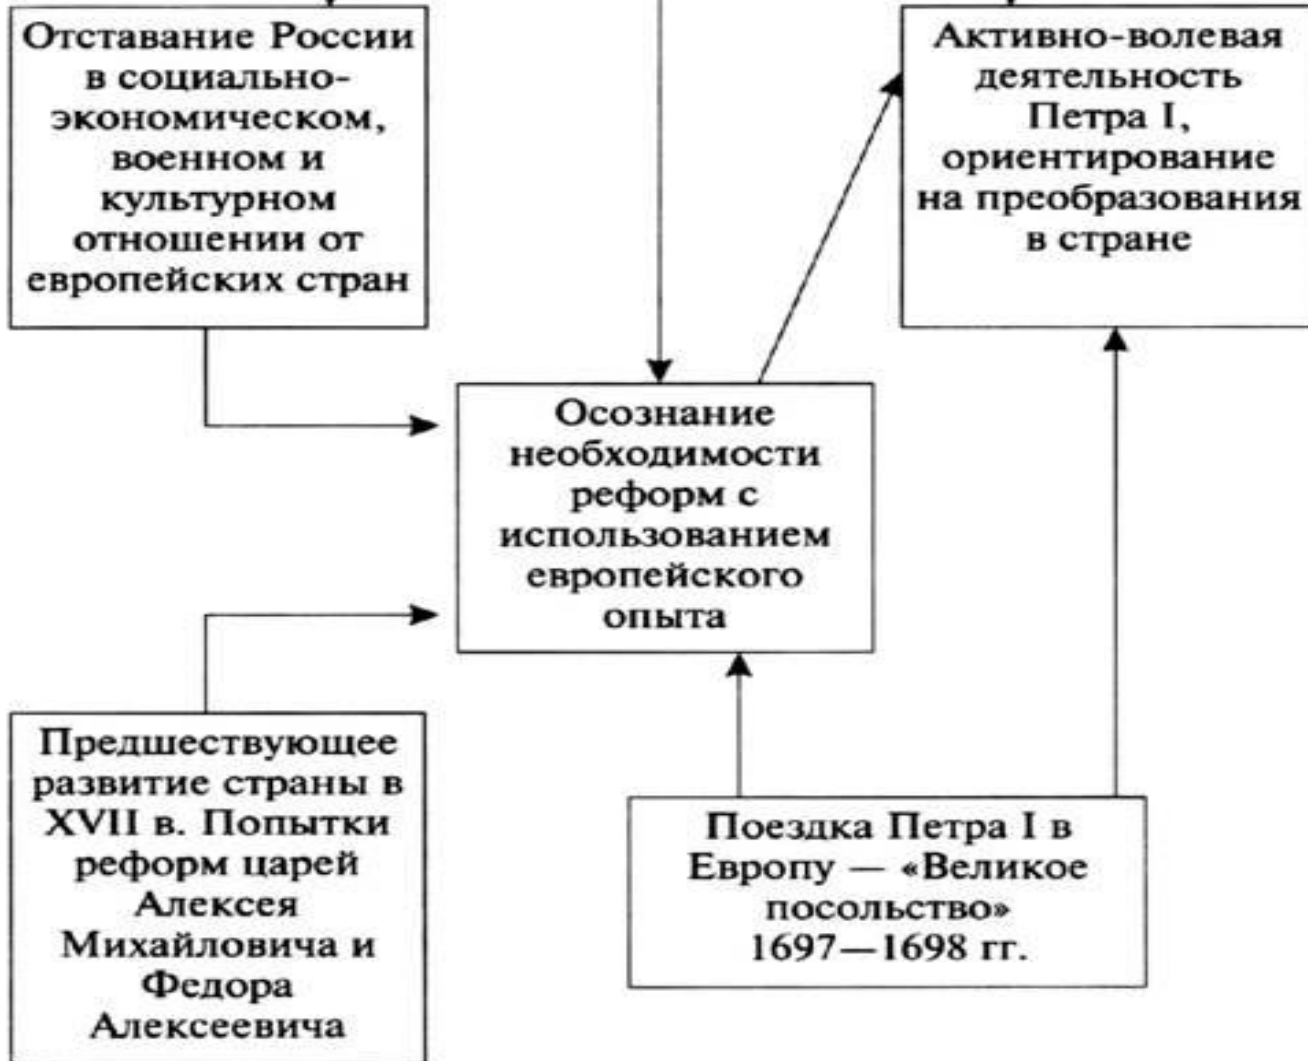 Отставание России
в социально-
экономическом,
военном и
культурном
отношении от
европейских стран
Активно-волевая
деятельность
Петра I,
ориентирование
на преобразования
в стране
Осознание
необходимости
реформ с
использованием
европейского
опыта
Предшествующее
развитие страны в
XVII в. Попытки
реформ царей
Алексея
Михайловича и
Федора
Алексеевича
Поездка Петра I в
Европу — «Великое
посольство»
1697—1698 гг.